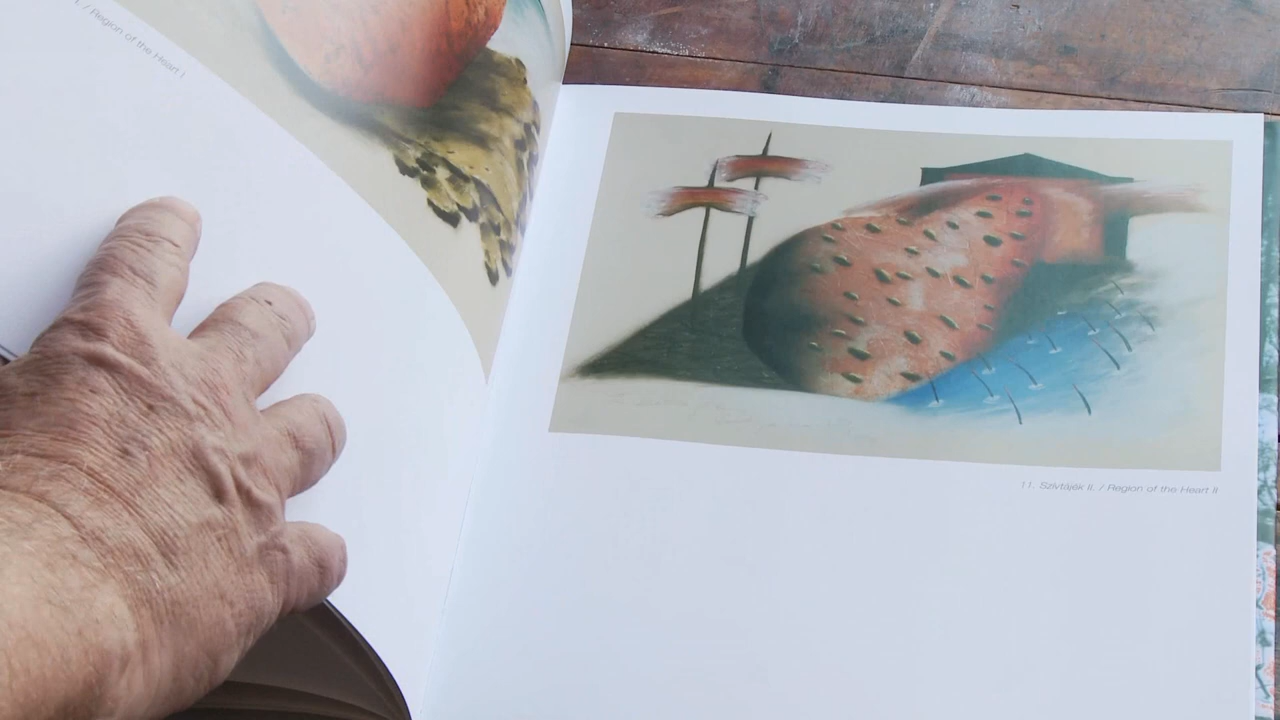 / Region of the Heart I
11. Szívtájék II. / Region of the Heart II